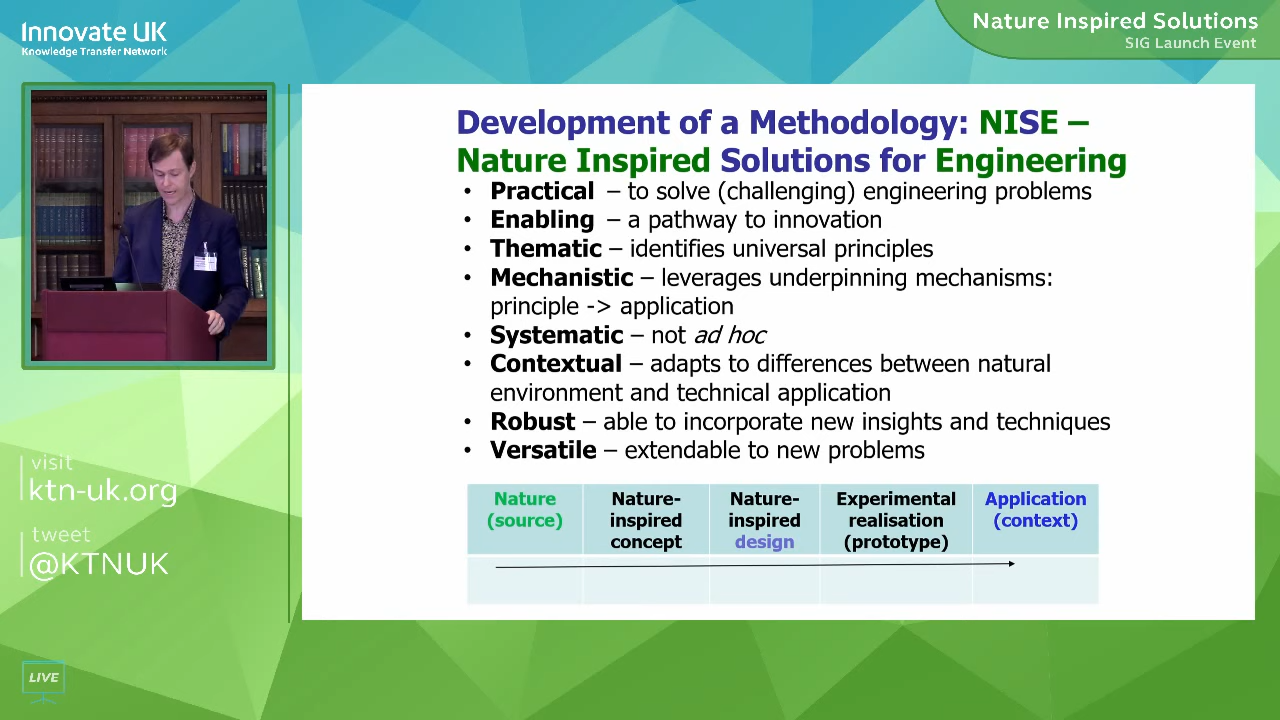 Innovate UK
Knowledge Transfer Network
Nature Inspired Solutions
SIG Launch Event
Development of a Methodology: NISE –
Nature Inspired Solutions for Engineering
• Practical – to solve (challenging) engineering problems
• Enabling – a pathway to innovation
• Thematic – identifies universal principles
• Mechanistic – leverages underpinning mechanisms:
principle -> application
• Systematic – not ad hoc
• Contextual – adapts to differences between natural
environment and technical application
• Robust – able to incorporate new insights and techniques
• Versatile – extendable to new problems
Nature
(source)
Nature-
inspired
concept
Nature-
inspired
design
Experimental
realisation
(prototype)
Application
(context)
visit
ktn-uk.org
tweet
@KTNUK
LIVE